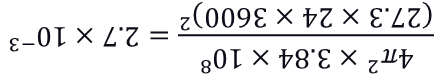 4π² × 3.84 × 10⁸
(27.3 × 24 × 3600)² = 2.7 × 10⁻³